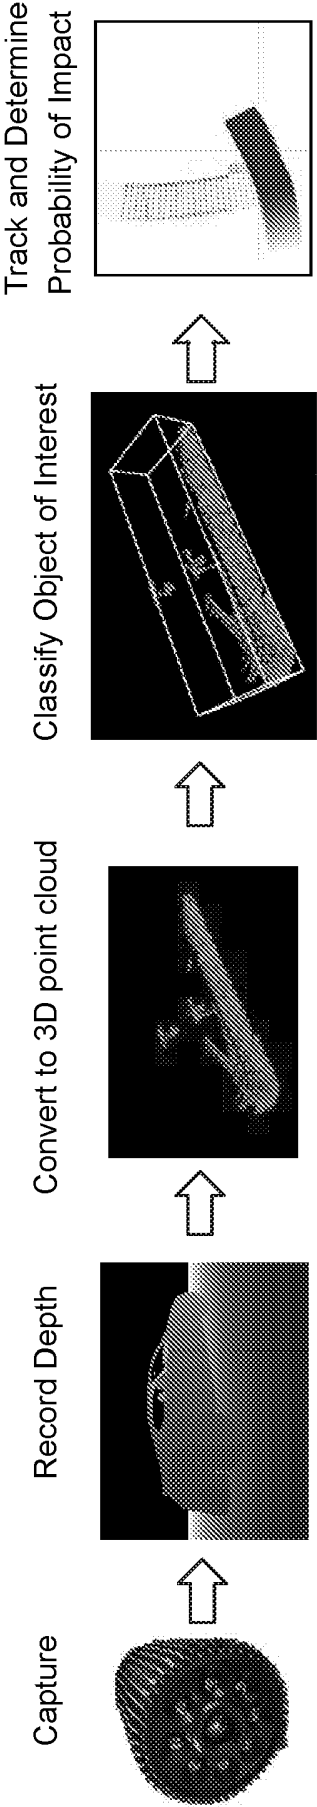 Capture
Record Depth
Convert to 3D point cloud
Classify Object of Interest
Track and Determine
Probability of Impact